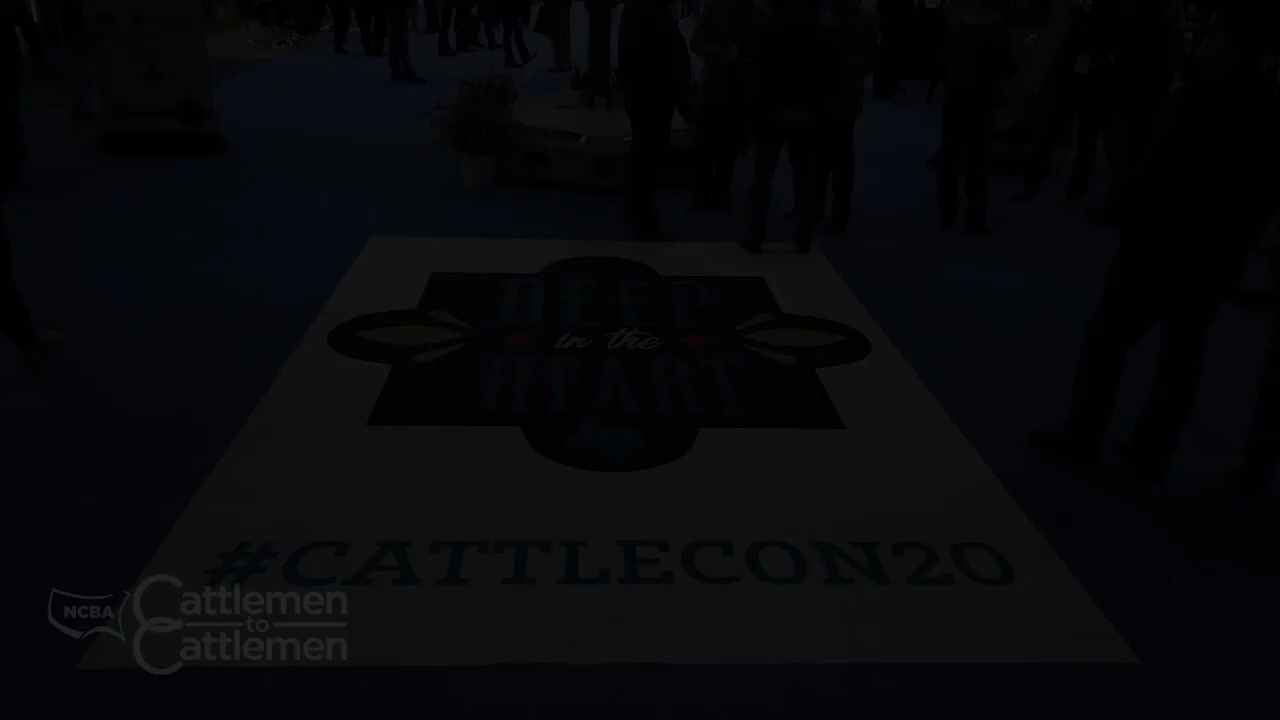 DEEP
in the
HEART
#CATTLECON20
NCBA
Cattlemen
to
Cattlemen